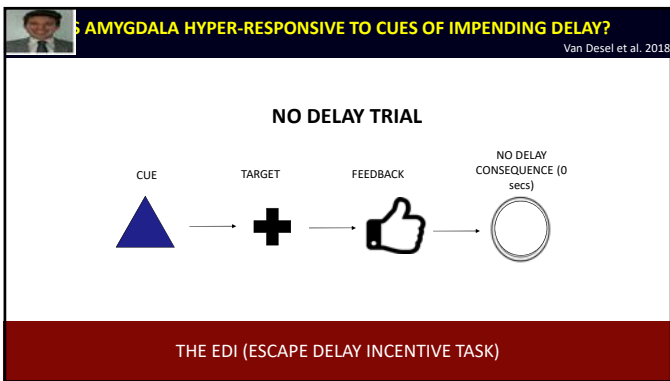 S AMYGDALA HYPER-RESPONSIVE TO CUES OF IMPENDING DELAY?
Van Desel et al. 2018
NO DELAY TRIAL
CUE
TARGET
FEEDBACK
NO DELAY
CONSEQUENCE (0
secs)
THE EDI (ESCAPE DELAY INCENTIVE TASK)